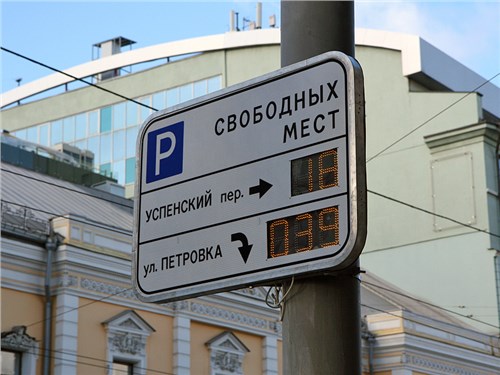 P
СВОБОДНЫХ
МЕСТ
УСПЕНСКИЙ пер. 18
ул. ПЕТРОВКА 039